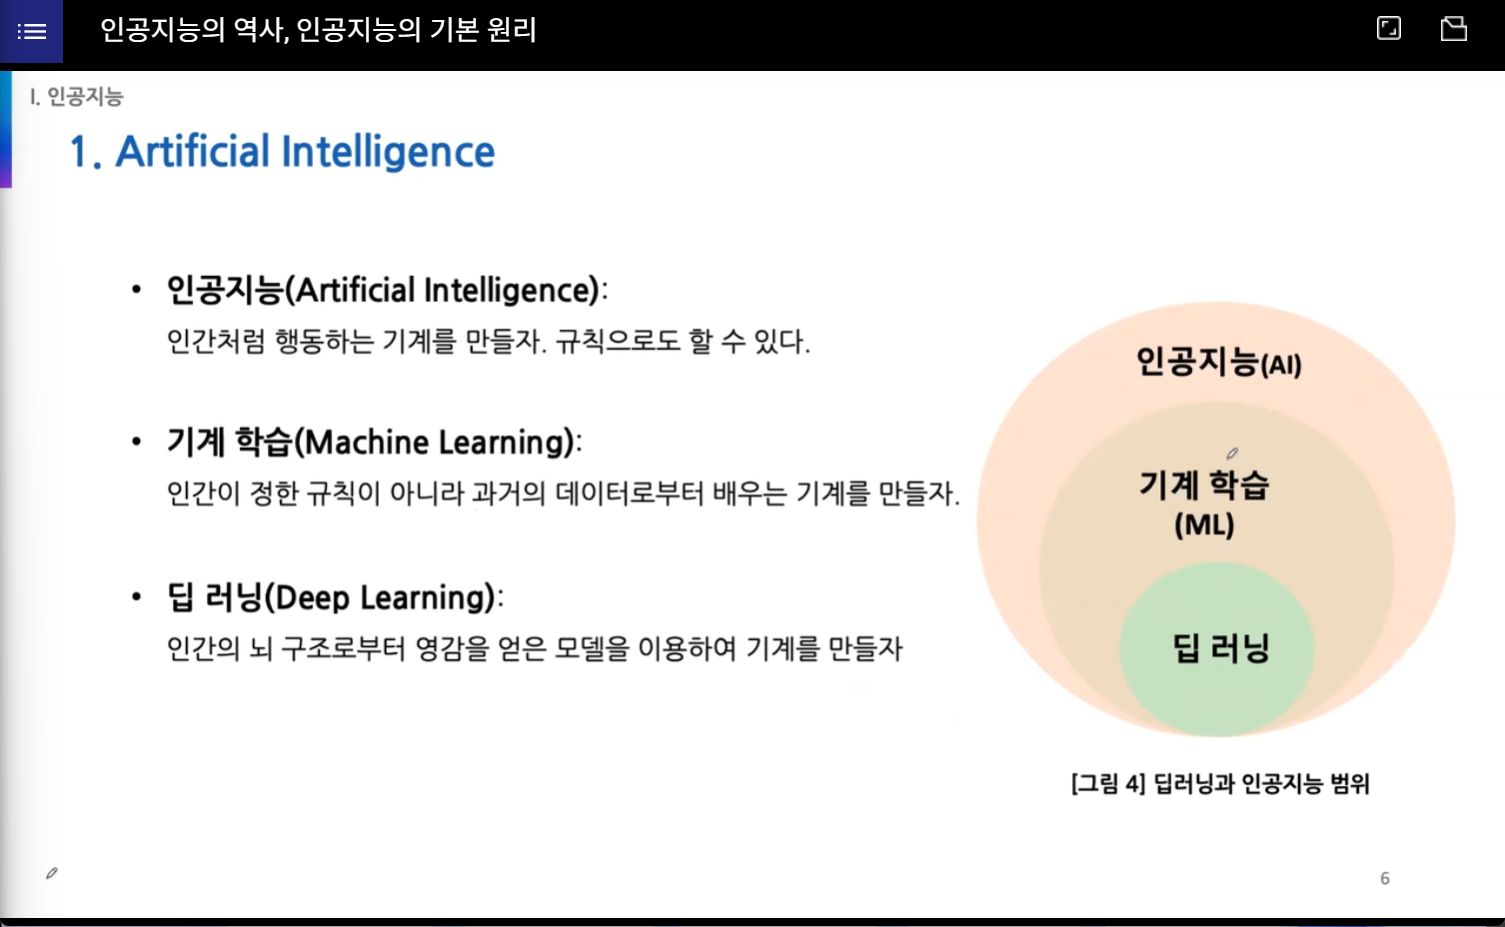 인공지능의 역사, 인공지능의 기본 원리
I. 인공지능
1. Artificial Intelligence
• 인공지능(Artificial Intelligence):
인간처럼 행동하는 기계를 만들자. 규칙으로도 할 수 있다.
• 기계 학습(Machine Learning):
인간이 정한 규칙이 아니라 과거의 데이터로부터 배우는 기계를 만들자.
• 딥 러닝(Deep Learning):
인간의 뇌 구조로부터 영감을 얻은 모델을 이용하여 기계를 만들자
인공지능(AI)
기계 학습
(ML)
딥 러닝
[그림 4] 딥러닝과 인공지능 범위
6